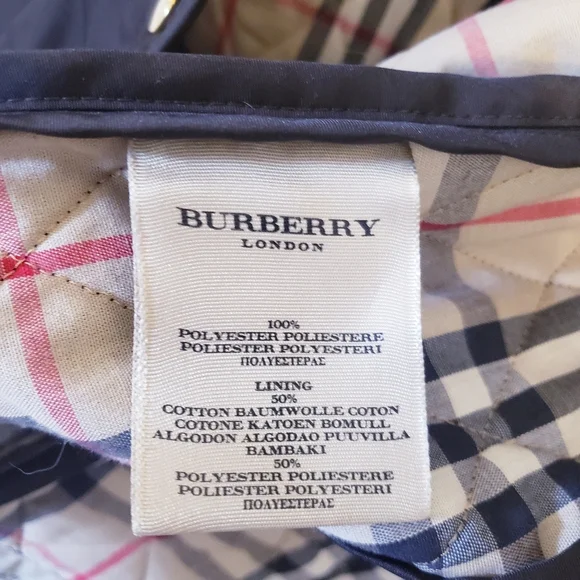 BURBERRY
LONDON
100%
POLYESTER POLIESTERE
POLIESTER POLYESTERI
ΠΟΛΥΕΣΤΕΡΑΣ
LINING
50%
COTTON BAUMWOLLE COTON
COTONE KATOEN BOMULL
ALGODON ALGODAO PUUVILLA
BAMBAKI
50%
POLYESTER POLIESTERE
POLIESTER POLYESTERI
ΠΟΛΥΕΣΤΕΡΑΣ